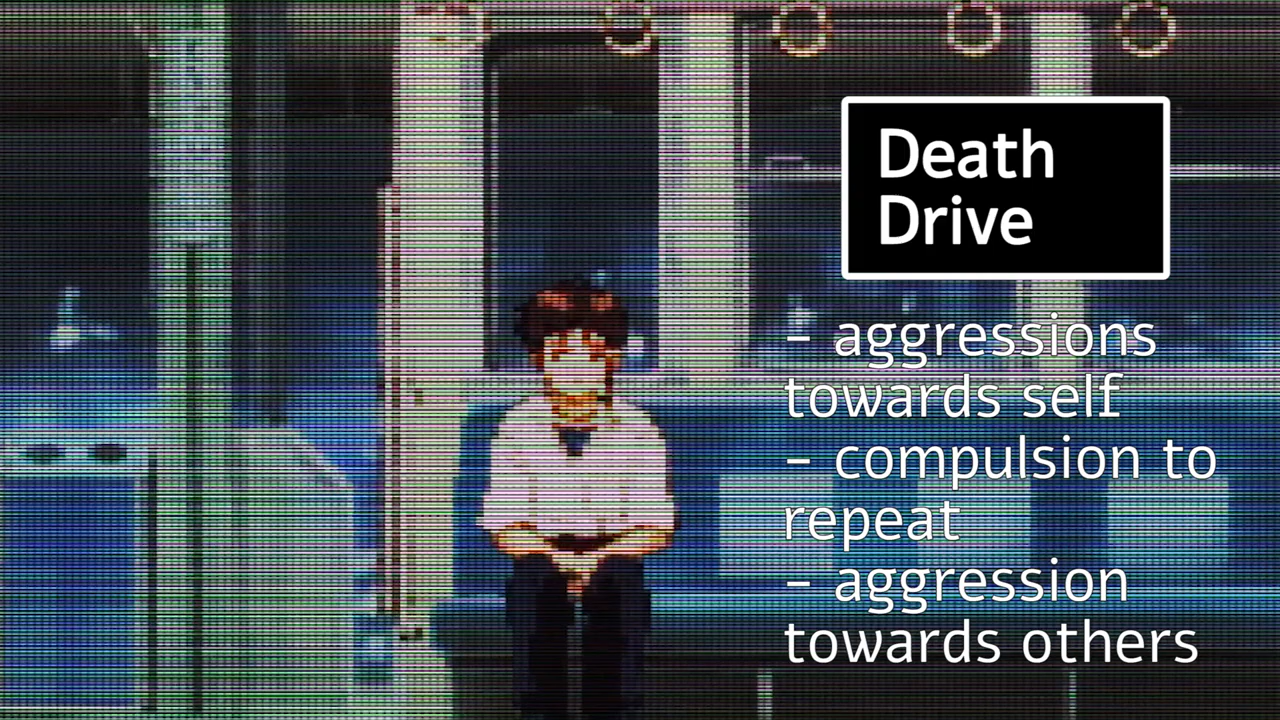 Death
Drive
- aggressions
towards self
- compulsion to
repeat
- aggression
towards others